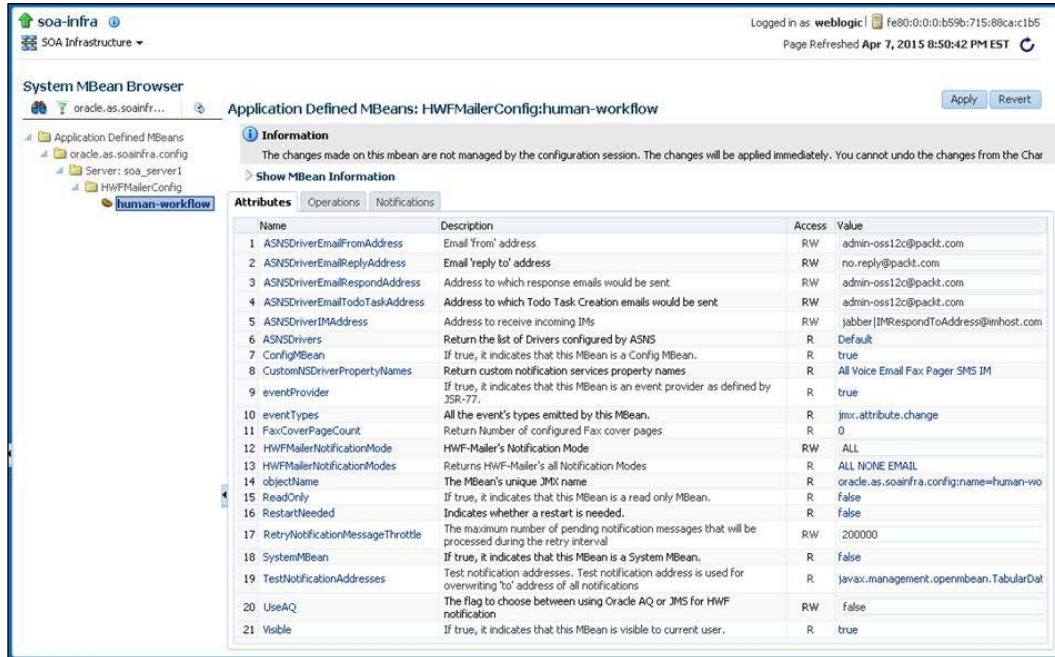 soa-infra
Logged in as weblogic | fe80:0:0:0:b59b:715:88ca:c1b5
SOA Infrastructure
Page Refreshed Apr 7, 2015 8:50:42 PM EST
System MBean Browser
oracle.as.soainfr...
Application Defined MBeans
oracle.as.soainfra.config
Server: soa_server1
HWFMailerConfig
human-workflow
Application Defined MBeans: HWFMailerConfig:human-workflow
Apply Revert
Information
The changes made on this mbean are not managed by the configuration session. The changes will be applied immediately. You cannot undo the changes from the Char
Show MBean Information
Attributes Operations Notifications
Name Description Access Value
1 ASNSDriverEmailFromAddress Email 'from' address RW admin-oss12c@packt.com
2 ASNSDriverEmailReplyAddress Email 'reply to' address RW no.reply@packt.com
3 ASNSDriverEmailRespondAddress Address to which response emails would be sent RW admin-oss12c@packt.com
4 ASNSDriverEmailTodoTaskAddress Address to which Todo Task Creation emails would be sent RW admin-oss12c@packt.com
5 ASNSDriverIMAddress Address to receive incoming IMs RW jabber|IMRespondToAddress@imhost.com
6 ASNSDrivers Return the list of Drivers configured by ASNS R Default
7 ConfigMBean If true, it indicates that this MBean is a Config MBean. R true
8 CustomNSDriverPropertyNames Return custom notification services property names R All Voice Email Fax Pager SMS IM
9 eventProvider If true, it indicates that this MBean is an event provider as defined by
JSR-77. R true
10 eventTypes All the event's types emitted by this MBean. R jmx.attribute.change
11 FaxCoverPageCount Return Number of configured Fax cover pages R 0
12 HWFMailerNotificationMode HWF-Mailer's Notification Mode RW ALL
13 HWFMailerNotificationModes Returns HWF-Mailer's all Notification Modes R ALL NONE EMAIL
14 objectName The MBean's unique JMX name R oracle.as.soainfra.config:name=human-wo
15 ReadOnly If true, it indicates that this MBean is a read only MBean. R false
16 RestartNeeded Indicates whether a restart is needed. R false
17 RetryNotificationMessageThrottle The maximum number of pending notification messages that will be
processed during the retry interval RW 200000
18 SystemMBean If true, it indicates that this MBean is a System MBean. R false
19 TestNotificationAddresses Test notification addresses. Test notification address is used for
overwriting 'to' address of all notifications R javax.management.openmbean.TabularDat
20 UseAQ The flag to choose between using Oracle AQ or JMS for HWF
notification RW false
21 Visible If true, it indicates that this MBean is visible to current user. R true